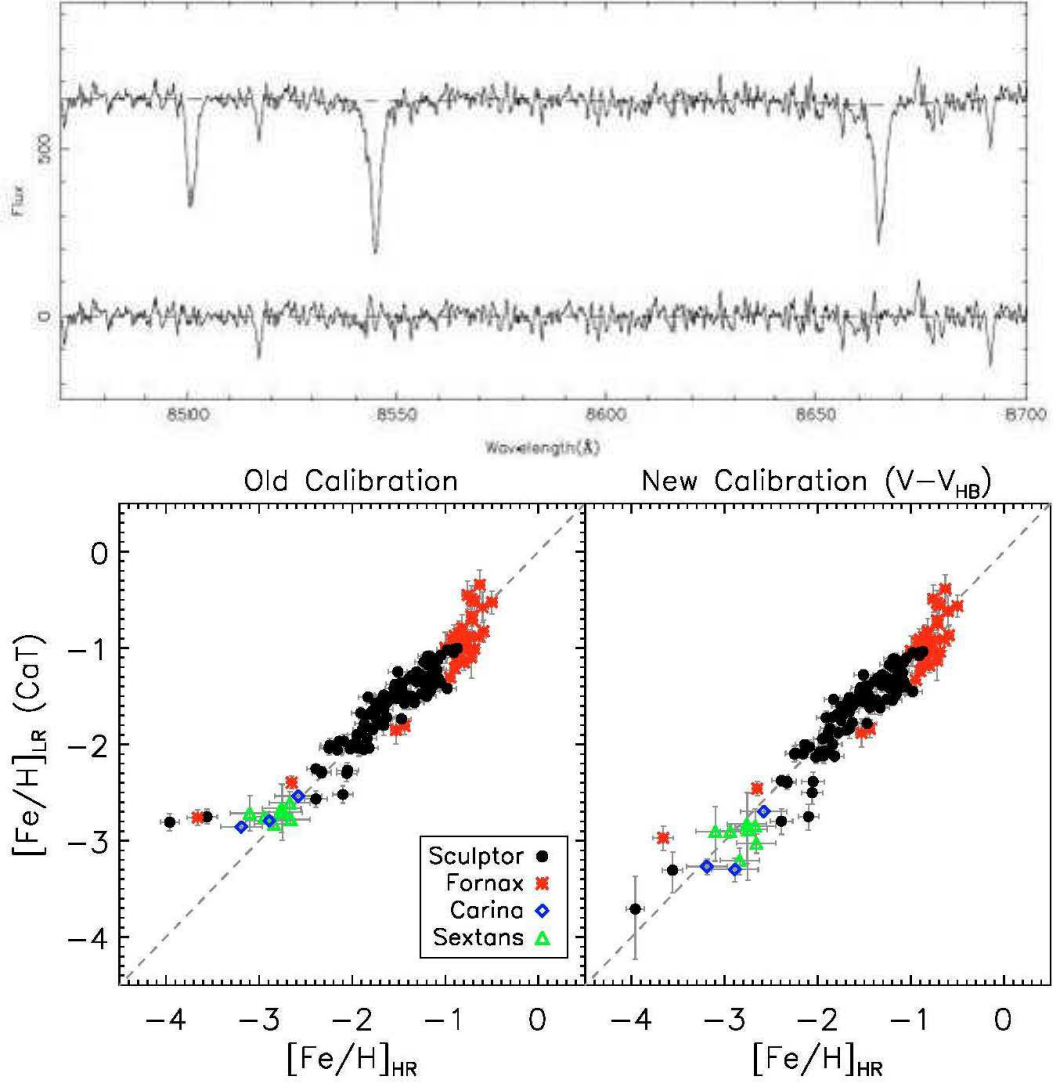 500
0
Flux
8500 8550 8600 8650 8700
Wavelength(Å)
Old Calibration New Calibration (V−V_HB)
0
−1
−2
−3
−4
[Fe/H]_LR (CaT)
Sculptor
Fornax
Carina
Sextans
−4 −3 −2 −1 0 −4 −3 −2 −1 0
[Fe/H]_HR [Fe/H]_HR